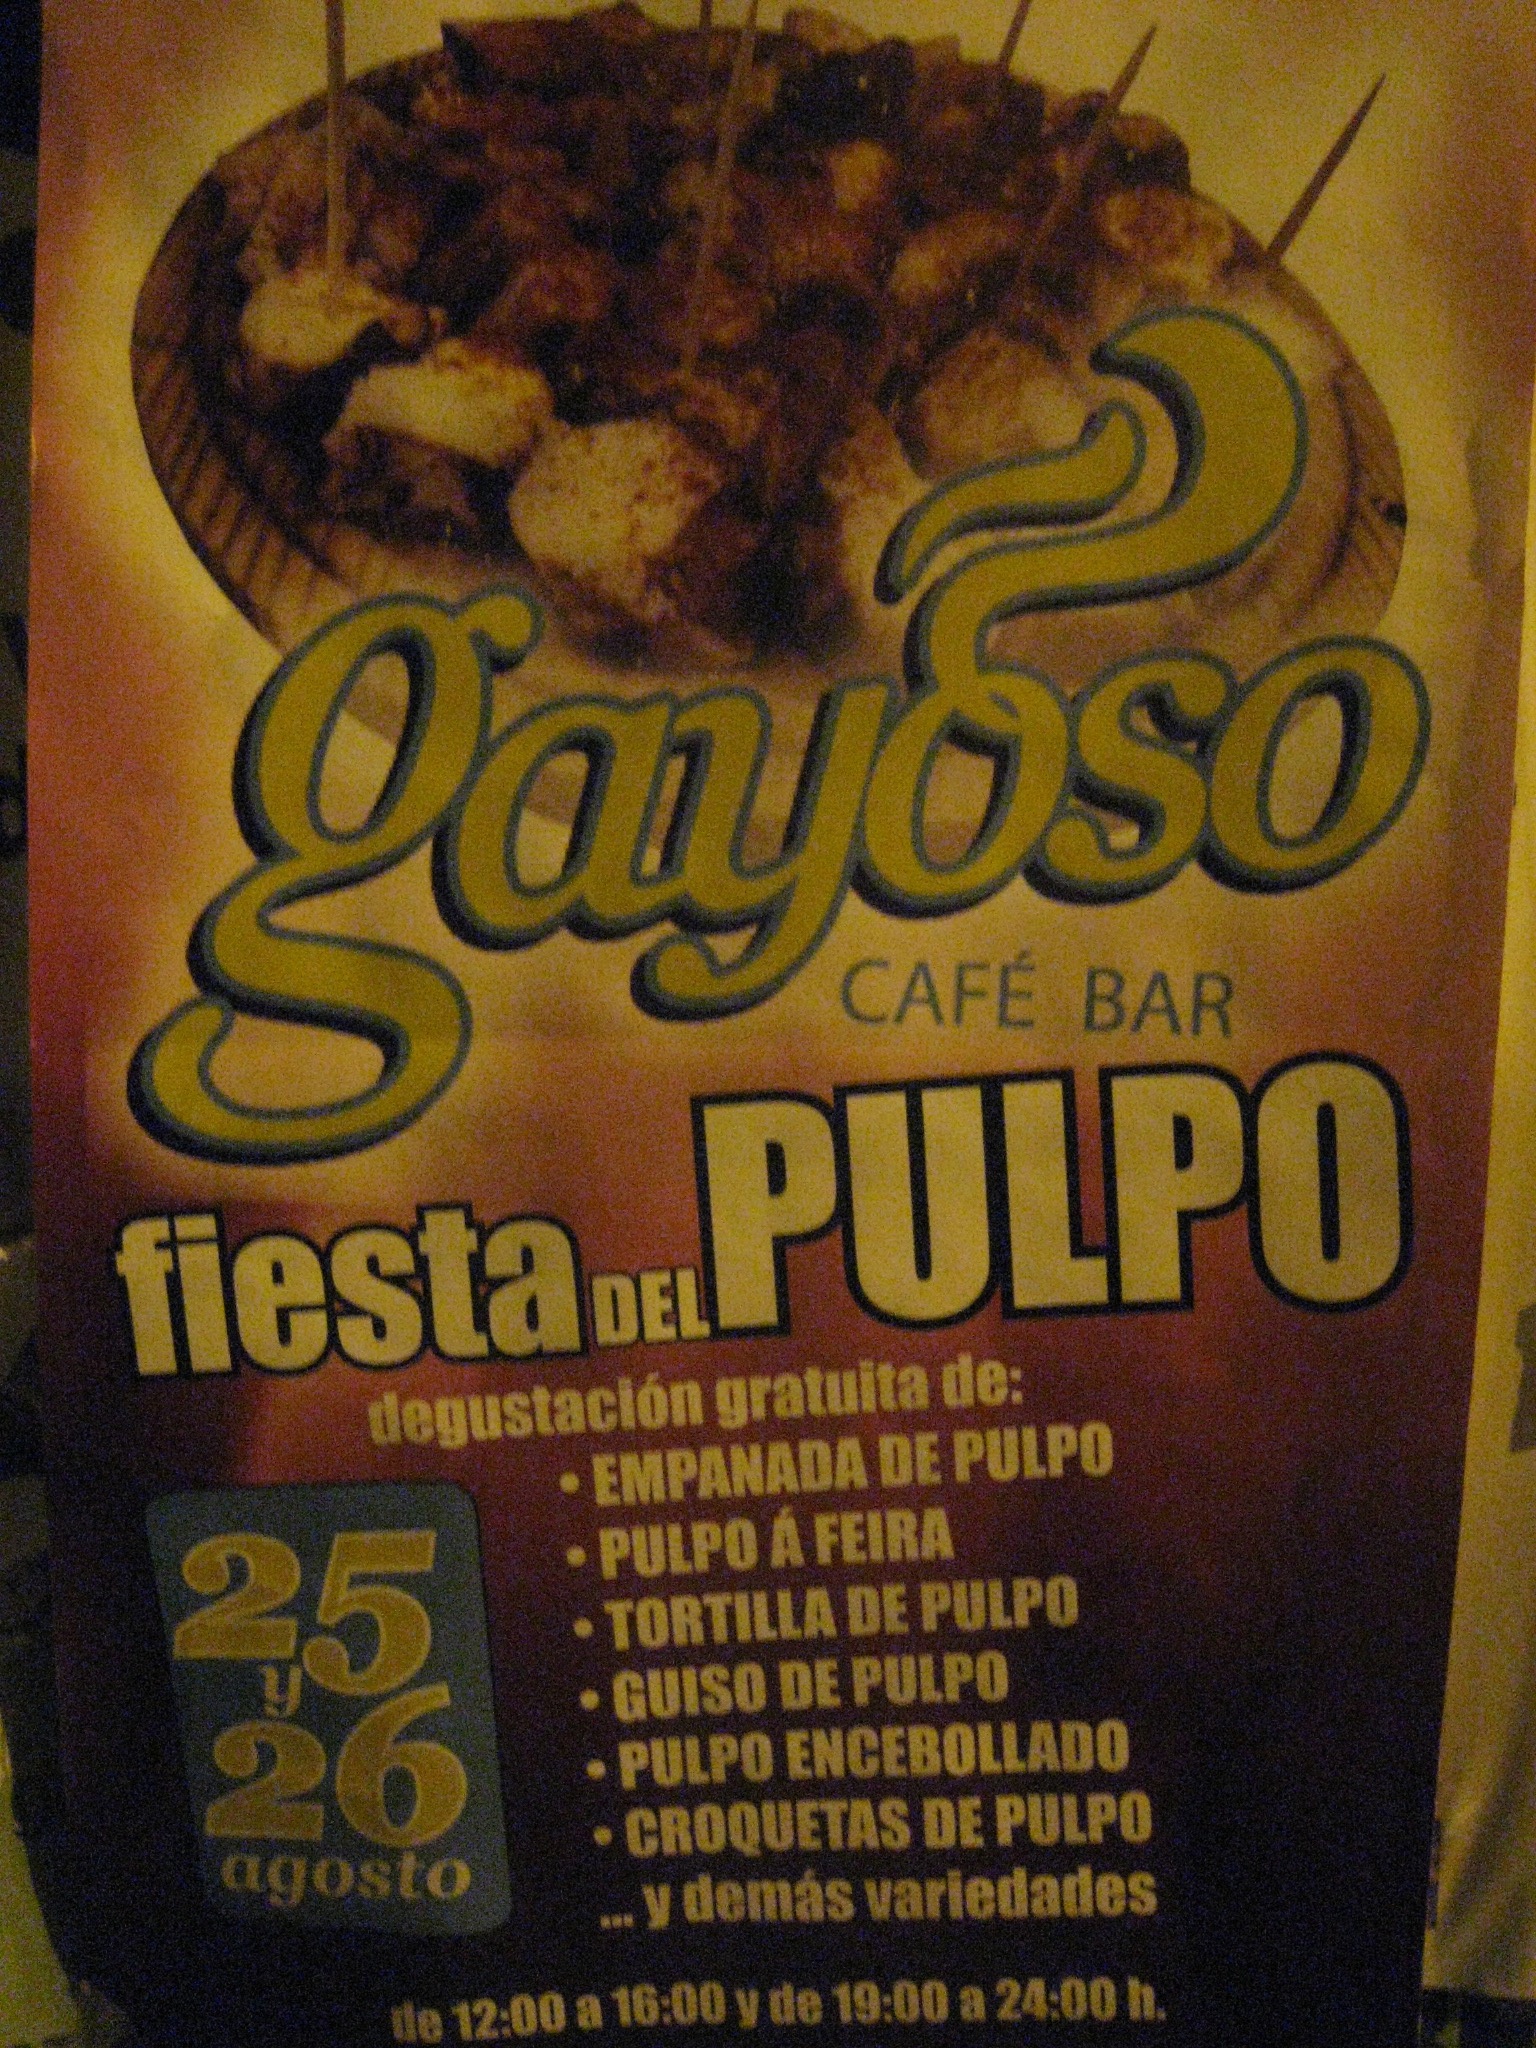 gayoso
CAFÉ BAR
fiesta DEL PULPO
degustación gratuita de:
• EMPANADA DE PULPO
• PULPO Á FEIRA
• TORTILLA DE PULPO
• GUISO DE PULPO
• PULPO ENCEBOLLADO
• CROQUETAS DE PULPO
... y demás variedades
25
y
26
agosto
de 12:00 a 16:00 y de 19:00 a 24:00 h.